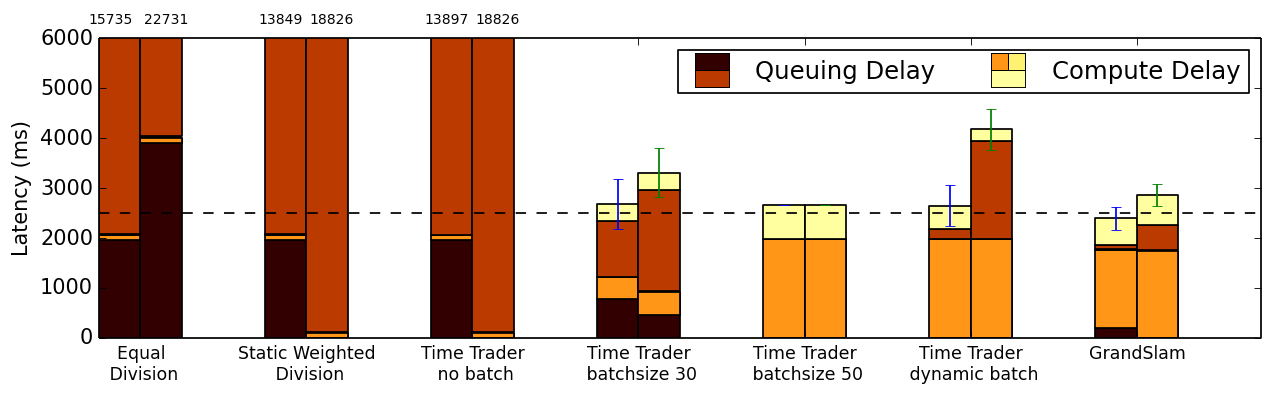 15735 22731 13849 18826 13897 18826
6000
5000
4000
3000
2000
1000
0
Latency (ms)
Queuing Delay
Compute Delay
Equal Division
Static Weighted Division
Time Trader no batch
Time Trader batchsize 30
Time Trader batchsize 50
Time Trader dynamic batch
GrandSlam